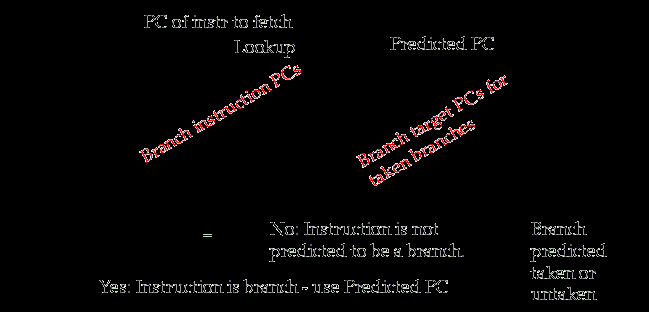 PC of instr to fetch
Lookup
Predicted PC
Branch instruction PCs
Branch target PCs for
taken branches
=
No: Instruction is not
predicted to be a branch.
Yes: Instruction is branch - use Predicted PC
Branch
predicted
taken or
untaken